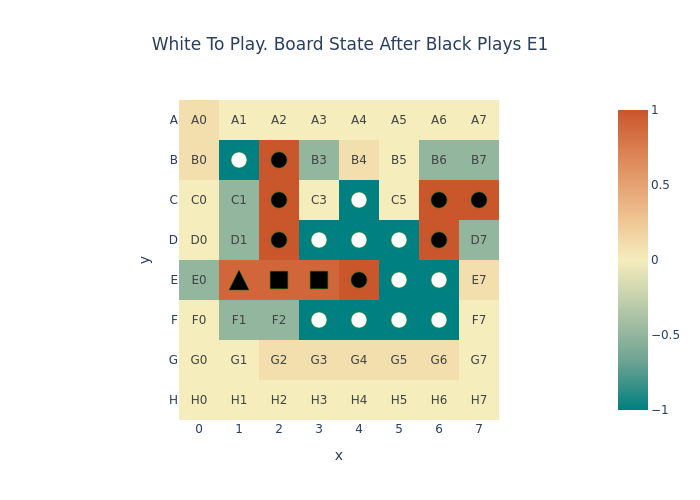 White To Play. Board State After Black Plays E1
A A0 A1 A2 A3 A4 A5 A6 A7
B B0 B3 B4 B5 B6 B7
C C0 C1 C3 C5
D D0 D1 D7
E E0 E7
F F0 F1 F2 F7
G G0 G1 G2 G3 G4 G5 G6 G7
H H0 H1 H2 H3 H4 H5 H6 H7
0 1 2 3 4 5 6 7
x
y
1
0.5
0
−0.5
−1